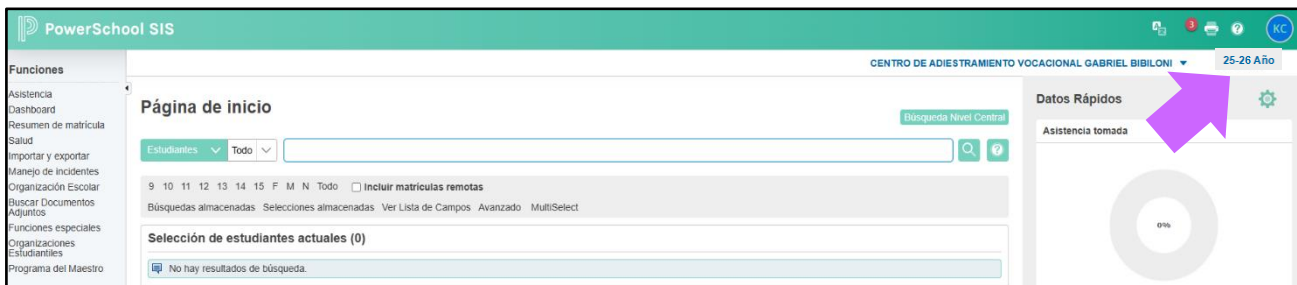 PowerSchool SIS
3
KC
Funciones
CENTRO DE ADIESTRAMIENTO VOCACIONAL GABRIEL BIBILONI
25-26 Año
Asistencia
Dashboard
Resumen de matrícula
Salud
Importar y exportar
Manejo de incidentes
Organización Escolar
Buscar Documentos
Adjuntos
Funciones especiales
Organizaciones
Estudiantiles
Programa del Maestro
Página de inicio
Búsqueda Nivel Central
Estudiantes Todo
9 10 11 12 13 14 15 F M N Todo Incluir matrículas remotas
Búsquedas almacenadas Selecciones almacenadas Ver Lista de Campos Avanzado MultiSelect
Selección de estudiantes actuales (0)
No hay resultados de búsqueda.
Datos Rápidos
Asistencia tomada
0%